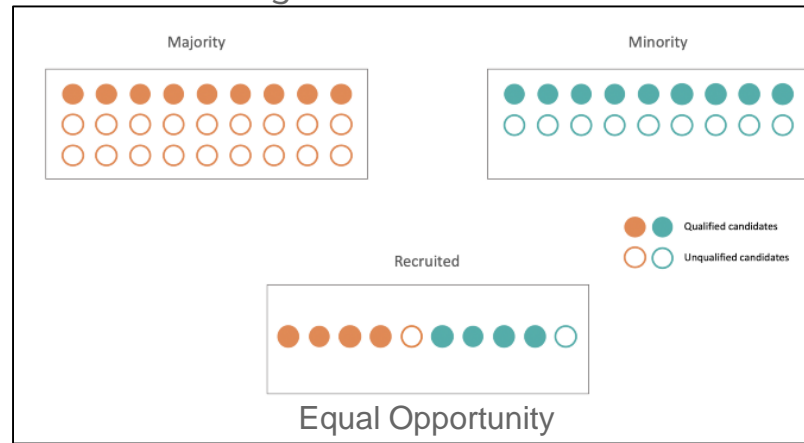 Majority
Minority
Qualified candidates
Unqualified candidates
Recruited
Equal Opportunity